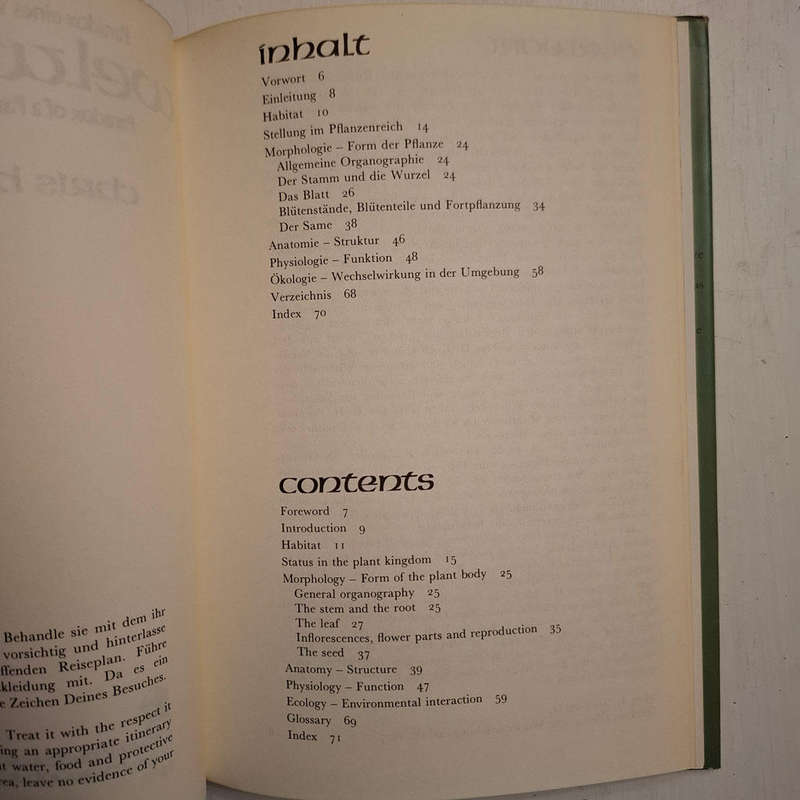 inhalt
Vorwort 6
Einleitung 8
Habitat 10
Stellung im Pflanzenreich 14
Morphologie – Form der Pflanze 24
Allgemeine Organographie 24
Der Stamm und die Wurzel 24
Das Blatt 26
Blütenstände, Blütenteile und Fortpflanzung 34
Der Same 38
Anatomie – Struktur 46
Physiologie – Funktion 48
Ökologie – Wechselwirkung in der Umgebung 58
Verzeichnis 68
Index 70
contents
Foreword 7
Introduction 9
Habitat 11
Status in the plant kingdom 15
Morphology – Form of the plant body 25
General organography 25
The stem and the root 25
The leaf 27
Inflorescences, flower parts and reproduction 35
The seed 37
Anatomy – Structure 39
Physiology – Function 47
Ecology – Environmental interaction 59
Glossary 69
Index 71
Behandle sie mit dem ihr
vorsichtig und hinterlasse
ffenden Reiseplan. Führe
kleidung mit. Da es ein
e Zeichen Deines Besuches.
Treat it with the respect it
ing an appropriate itinerary
t water, food and protective
rea, leave no evidence of your